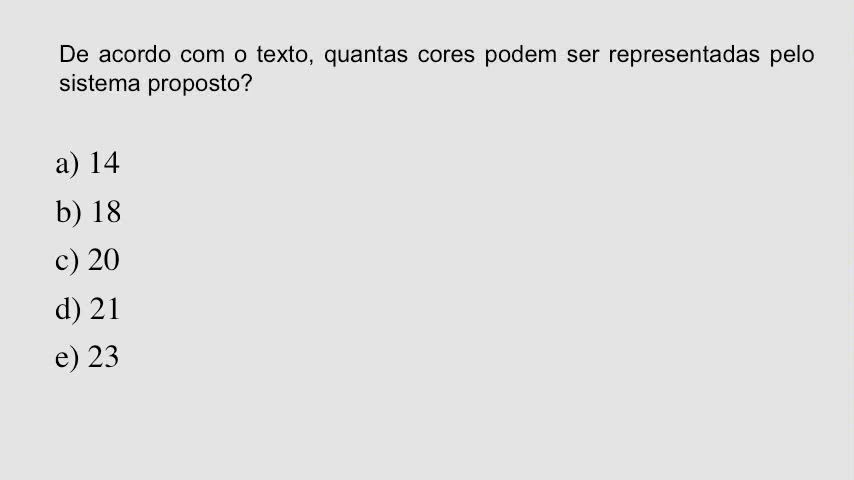 De acordo com o texto, quantas cores podem ser representadas pelo
sistema proposto?
a) 14
b) 18
c) 20
d) 21
e) 23